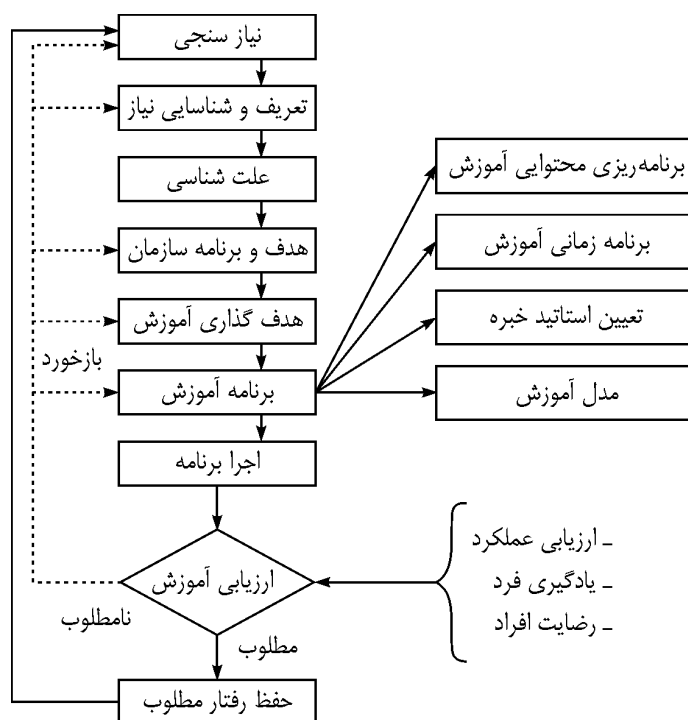 نیاز سنجی
تعریف و شناسایی نیاز
علت شناسی
هدف و برنامه سازمان
هدف گذاری آموزش
برنامه آموزش
اجرا برنامه
ارزیابی آموزش
حفظ رفتار مطلوب
برنامه‌ریزی محتوایی آموزش
برنامه زمانی آموزش
تعیین استاتید خبره
مدل آموزش
بازخورد
نامطلوب
مطلوب
ـ ارزیابی عملکرد
ـ یادگیری فرد
ـ رضایت افراد